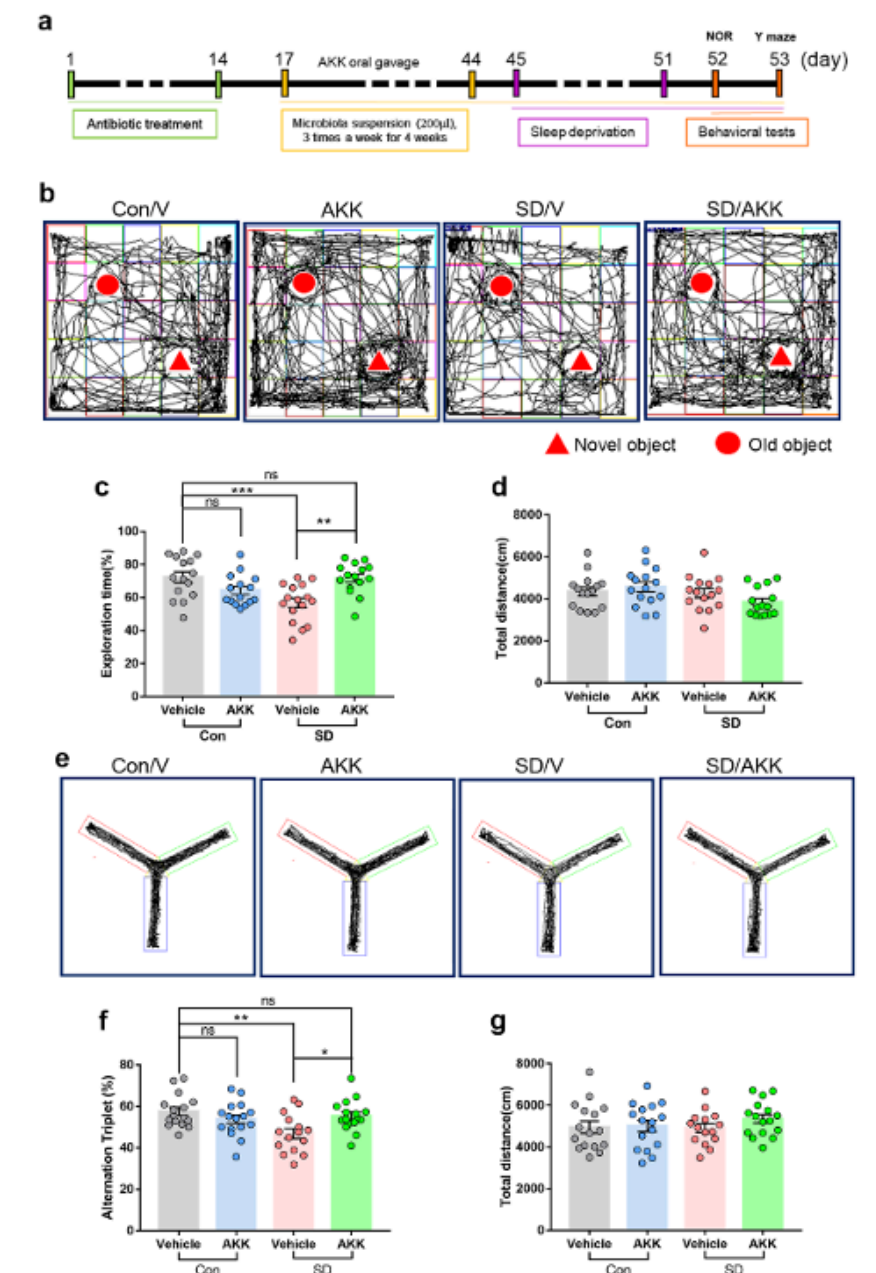 a
NOR Y maze
1 14 17 AKK oral gavage 44 45 51 52 53 (day)
Antibiotic treatment
Microbiota suspension (200μl),
3 times a week for 4 weeks
Sleep deprivation
Behavioral tests
b
Con/V AKK SD/V SD/AKK
Novel object Old object
c
ns
***
ns
**
Exploration time(%)
100
80
60
40
20
0
Vehicle AKK Vehicle AKK
Con SD
d
Total distance(cm)
8000
6000
4000
2000
0
Vehicle AKK Vehicle AKK
Con SD
e
Con/V AKK SD/V SD/AKK
f
ns
**
ns
*
Alternation Triplet (%)
80
60
40
20
0
Vehicle AKK Vehicle AKK
Con SD
g
Total distance(cm)
8000
6000
4000
2000
0
Vehicle AKK Vehicle AKK
Con SD